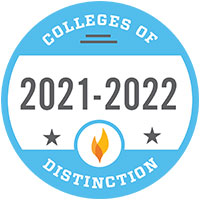 COLLEGES OF
2021-2022
DISTINCTION